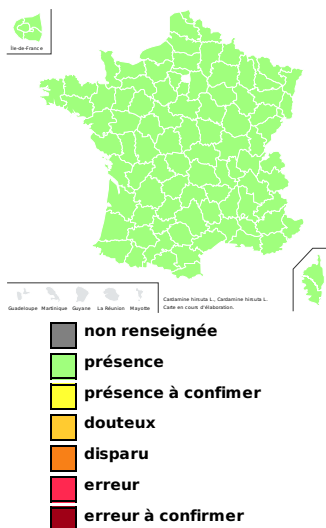 Île-de-France
Guadeloupe Martinique Guyane La Réunion Mayotte
Cardamine hirsuta L., Cardamine hirsuta L.
Carte en cours d'élaboration.
non renseignée
présence
présence à confimer
douteux
disparu
erreur
erreur à confirmer